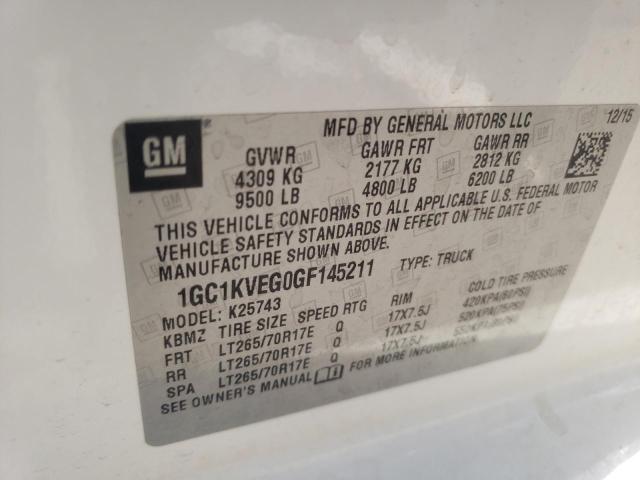 GM
MFD BY GENERAL MOTORS LLC
12/15
GVWR GAWR FRT GAWR RR
4309 KG 2177 KG 2812 KG
9500 LB 4800 LB 6200 LB
THIS VEHICLE CONFORMS TO ALL APPLICABLE U.S. FEDERAL MOTOR
VEHICLE SAFETY STANDARDS IN EFFECT ON THE DATE OF
MANUFACTURE SHOWN ABOVE.
1GC1KVEG0GF145211 TYPE: TRUCK
MODEL: K25743
KBMZ TIRE SIZE SPEED RTG RIM COLD TIRE PRESSURE
FRT LT265/70R17E Q 17X7.5J 420KPA(60PSI)
RR LT265/70R17E Q 17X7.5J 520KPA(75PSI)
SPA LT265/70R17E Q 17X7.5J
SEE OWNER'S MANUAL FOR MORE INFORMATION.